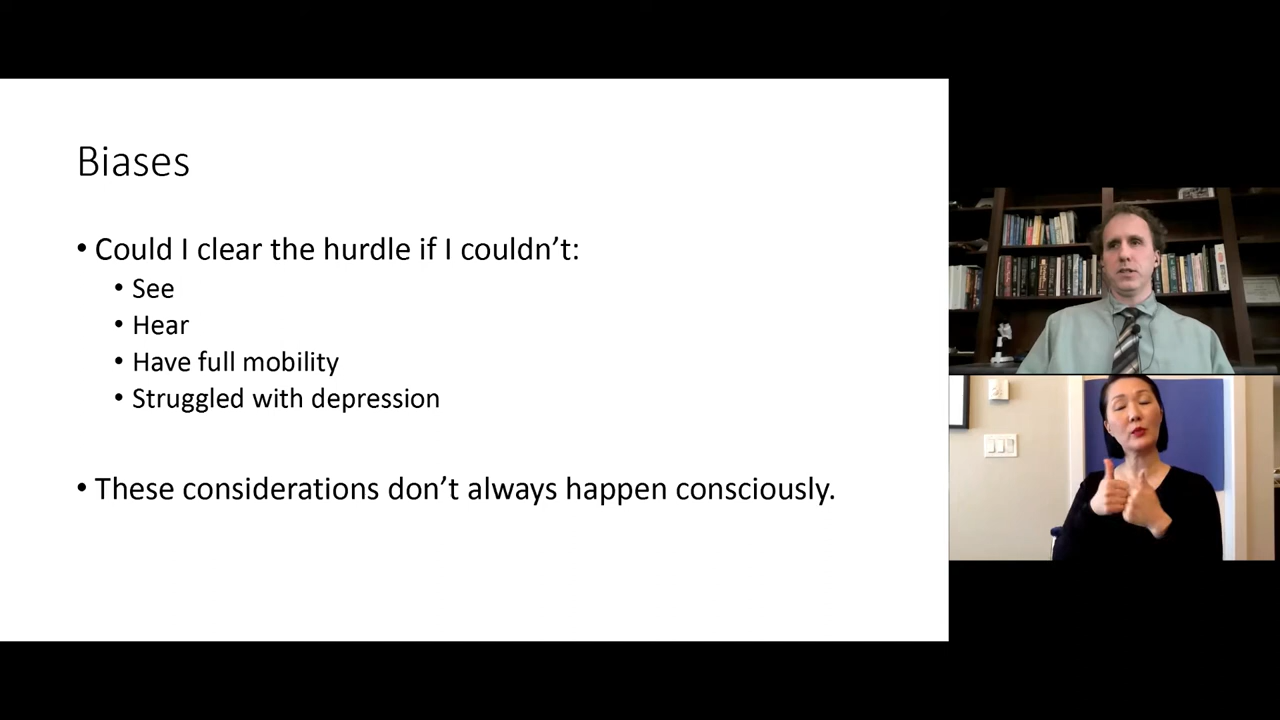 Biases
• Could I clear the hurdle if I couldn’t:
• See
• Hear
• Have full mobility
• Struggled with depression
• These considerations don’t always happen consciously.